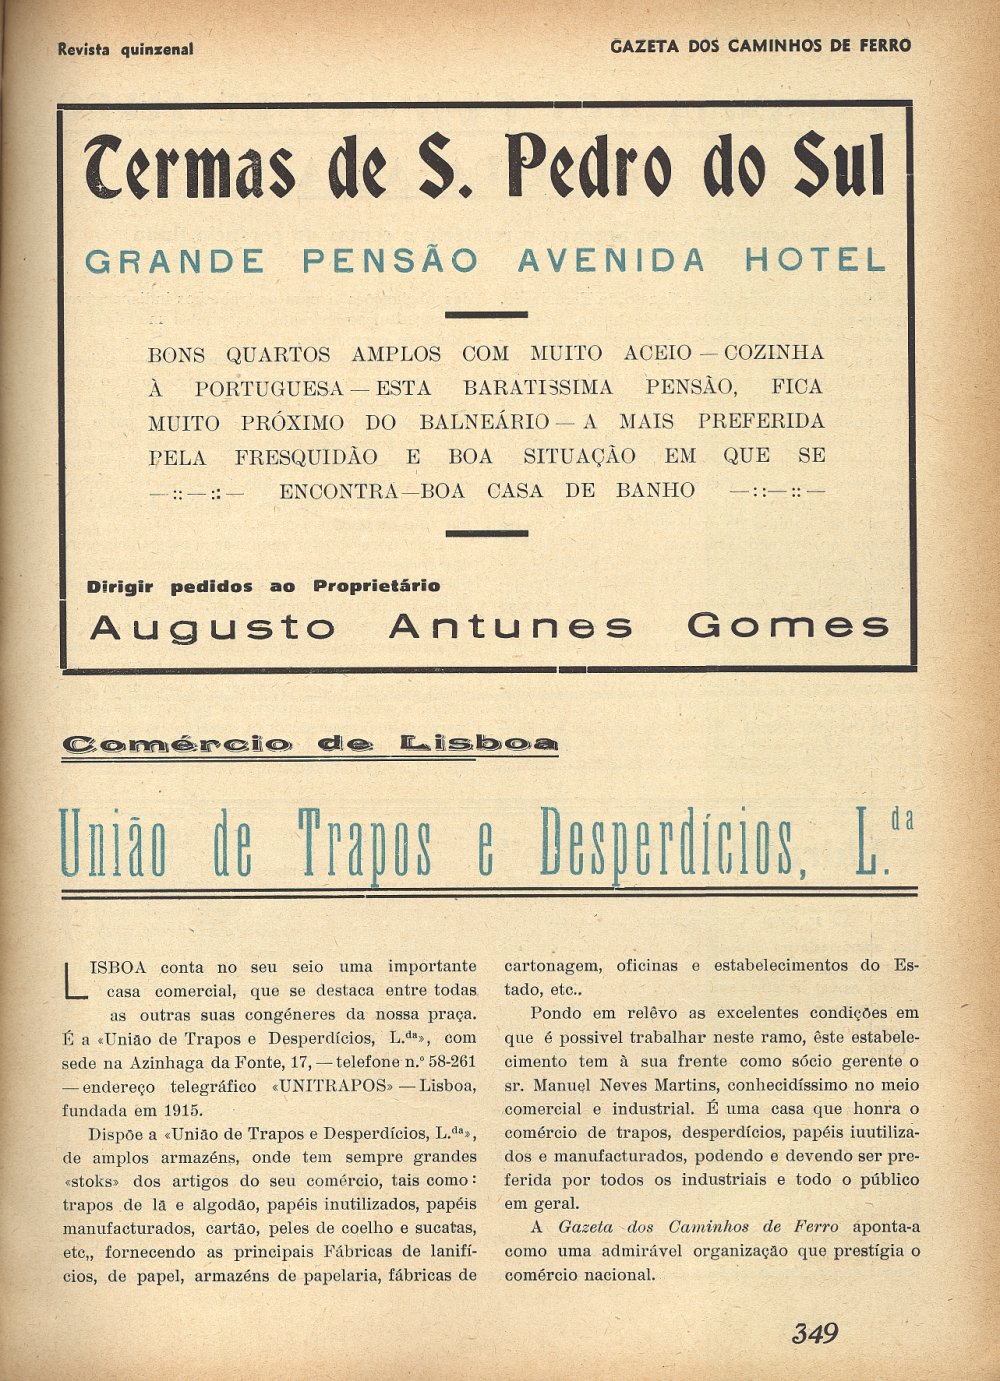 Revista quinzenal
GAZETA DOS CAMINHOS DE FERRO
Termas de S. Pedro do Sul
GRANDE PENSÃO AVENIDA HOTEL
BONS QUARTOS AMPLOS COM MUITO ACEIO — COZINHA
À PORTUGUESA — ESTA BARATISSIMA PENSÃO, FICA
MUITO PRÓXIMO DO BALNEÁRIO — A MAIS PREFERIDA
PELA FRESQUIDÃO E BOA SITUAÇÃO EM QUE SE
—::—::— ENCONTRA—BOA CASA DE BANHO —::—::—
Dirigir pedidos ao Proprietário
Augusto Antunes Gomes
Comércio de Lisboa
União de Trapos e Desperdícios, L.da
LISBOA conta no seu seio uma importante
casa comercial, que se destaca entre todas
as outras suas congéneres da nossa praça.
É a «União de Trapos e Desperdícios, L.da», com
sede na Azinhaga da Fonte, 17, — telefone n.º 58-261
— endereço telegráfico «UNITRAPOS» — Lisboa,
fundada em 1915.
Dispõe a «União de Trapos e Desperdícios, L.da»,
de amplos armazéns, onde tem sempre grandes
«stoks» dos artigos do seu comércio, tais como:
trapos de lã e algodão, papéis inutilizados, papéis
manufacturados, cartão, peles de coelho e sucatas,
etc,, fornecendo as principais Fábricas de lanifí-
cios, de papel, armazéns de papelaria, fábricas de
cartonagem, oficinas e estabelecimentos do Es-
tado, etc..
Pondo em relêvo as excelentes condições em
que é possivel trabalhar neste ramo, êste estabele-
cimento tem à sua frente como sócio gerente o
sr. Manuel Neves Martins, conhecidíssimo no meio
comercial e industrial. É uma casa que honra o
comércio de trapos, desperdícios, papéis iuutiliza-
dos e manufacturados, podendo e devendo ser pre-
ferida por todos os industriais e todo o público
em geral.
A Gazeta dos Caminhos de Ferro aponta-a
como uma admirável organização que prestígia o
comércio nacional.
349